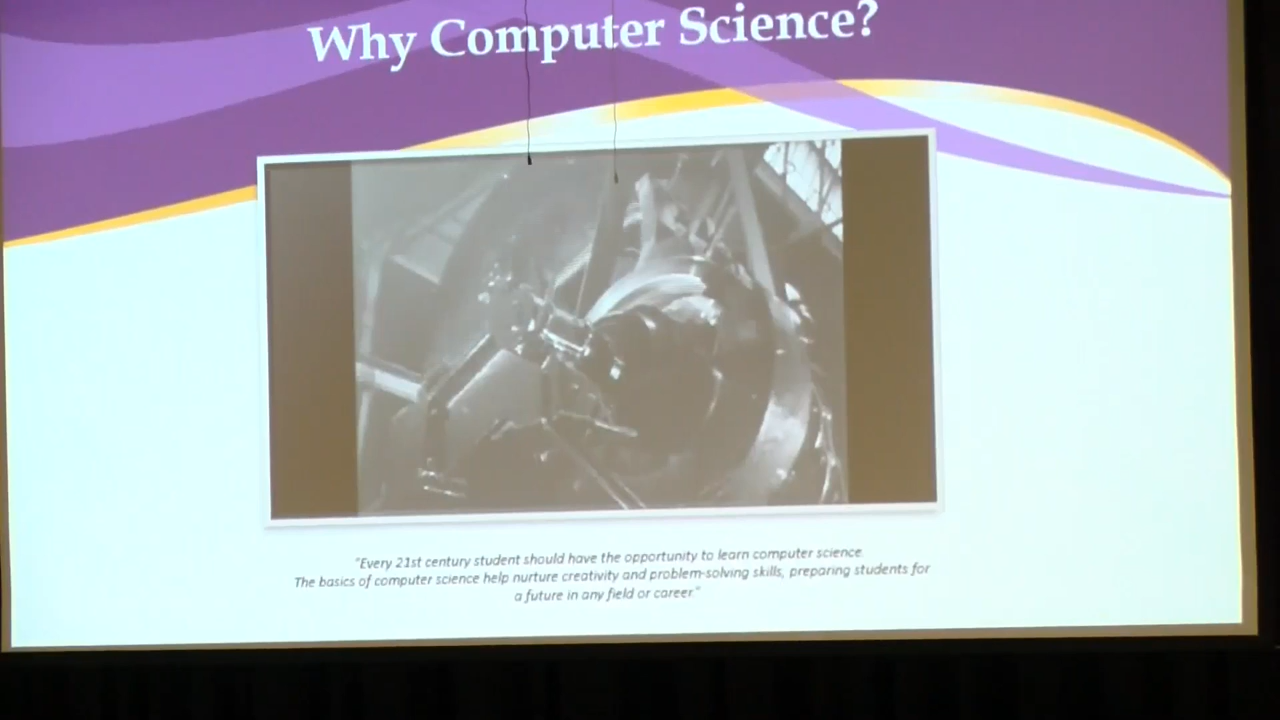 Why Computer Science?
"Every 21st century student should have the opportunity to learn computer science.
The basics of computer science help nurture creativity and problem-solving skills, preparing students for
a future in any field or career."